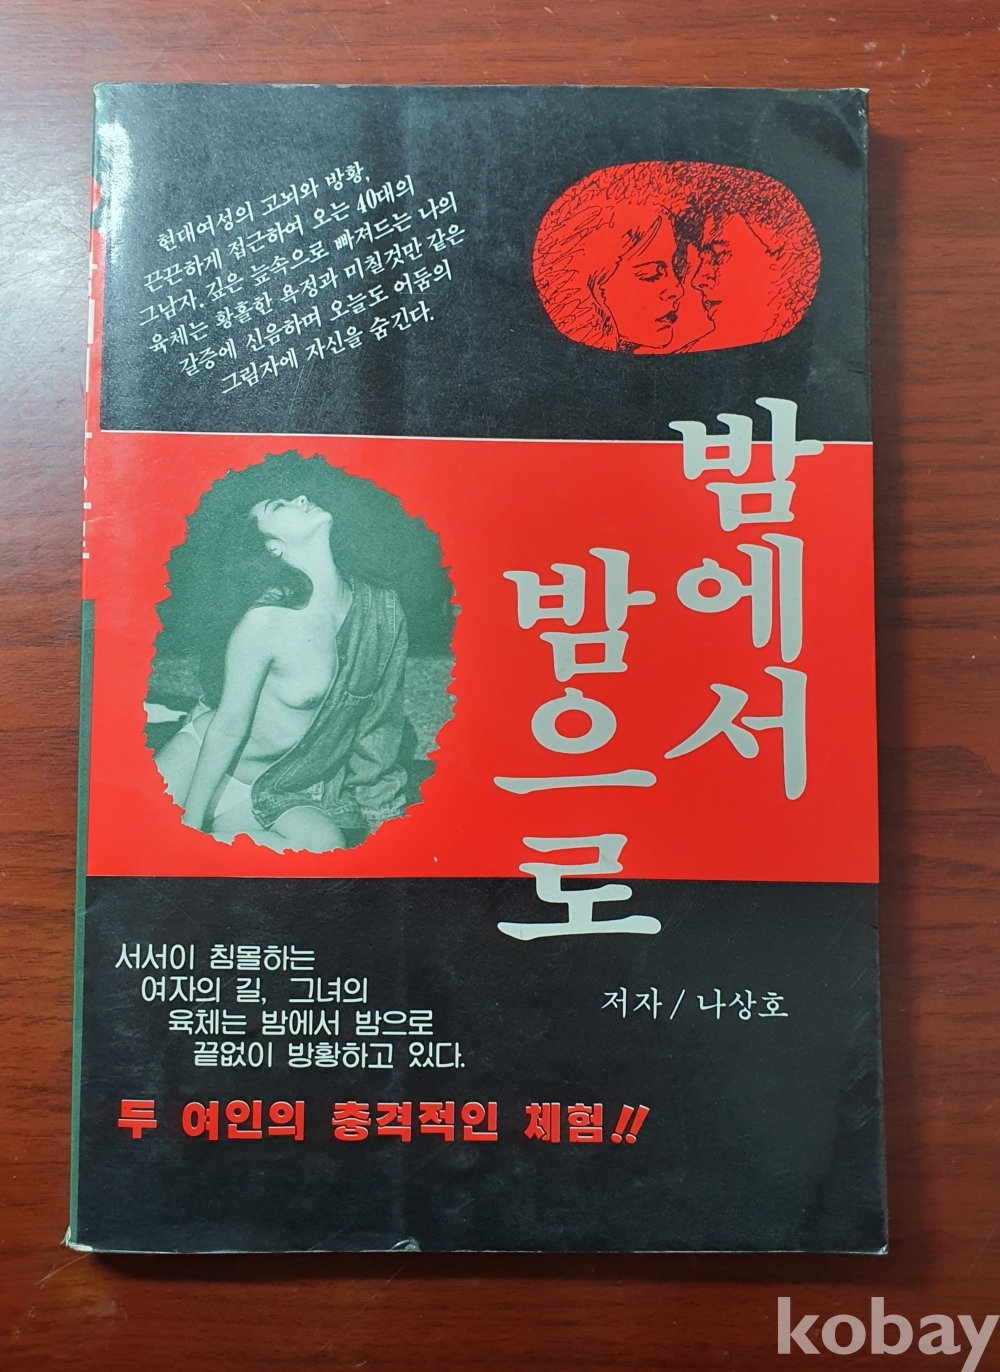 현대여성의 고뇌와 방황,
끈끈하게 접근하여 오는 40대의
그남자. 깊은 늪속으로 빠져드는 나의
육체는 황홀한 욕정과 미칠것만 같은
갈증에 신음하며 오늘도 어둠의
그림자에 자신을 숨긴다.
밤에서
밤으로
저자 / 나상호
서서이 침몰하는
여자의 길, 그녀의
육체는 밤에서 밤으로
끝없이 방황하고 있다.
두 여인의 충격적인 체험!!
kobay